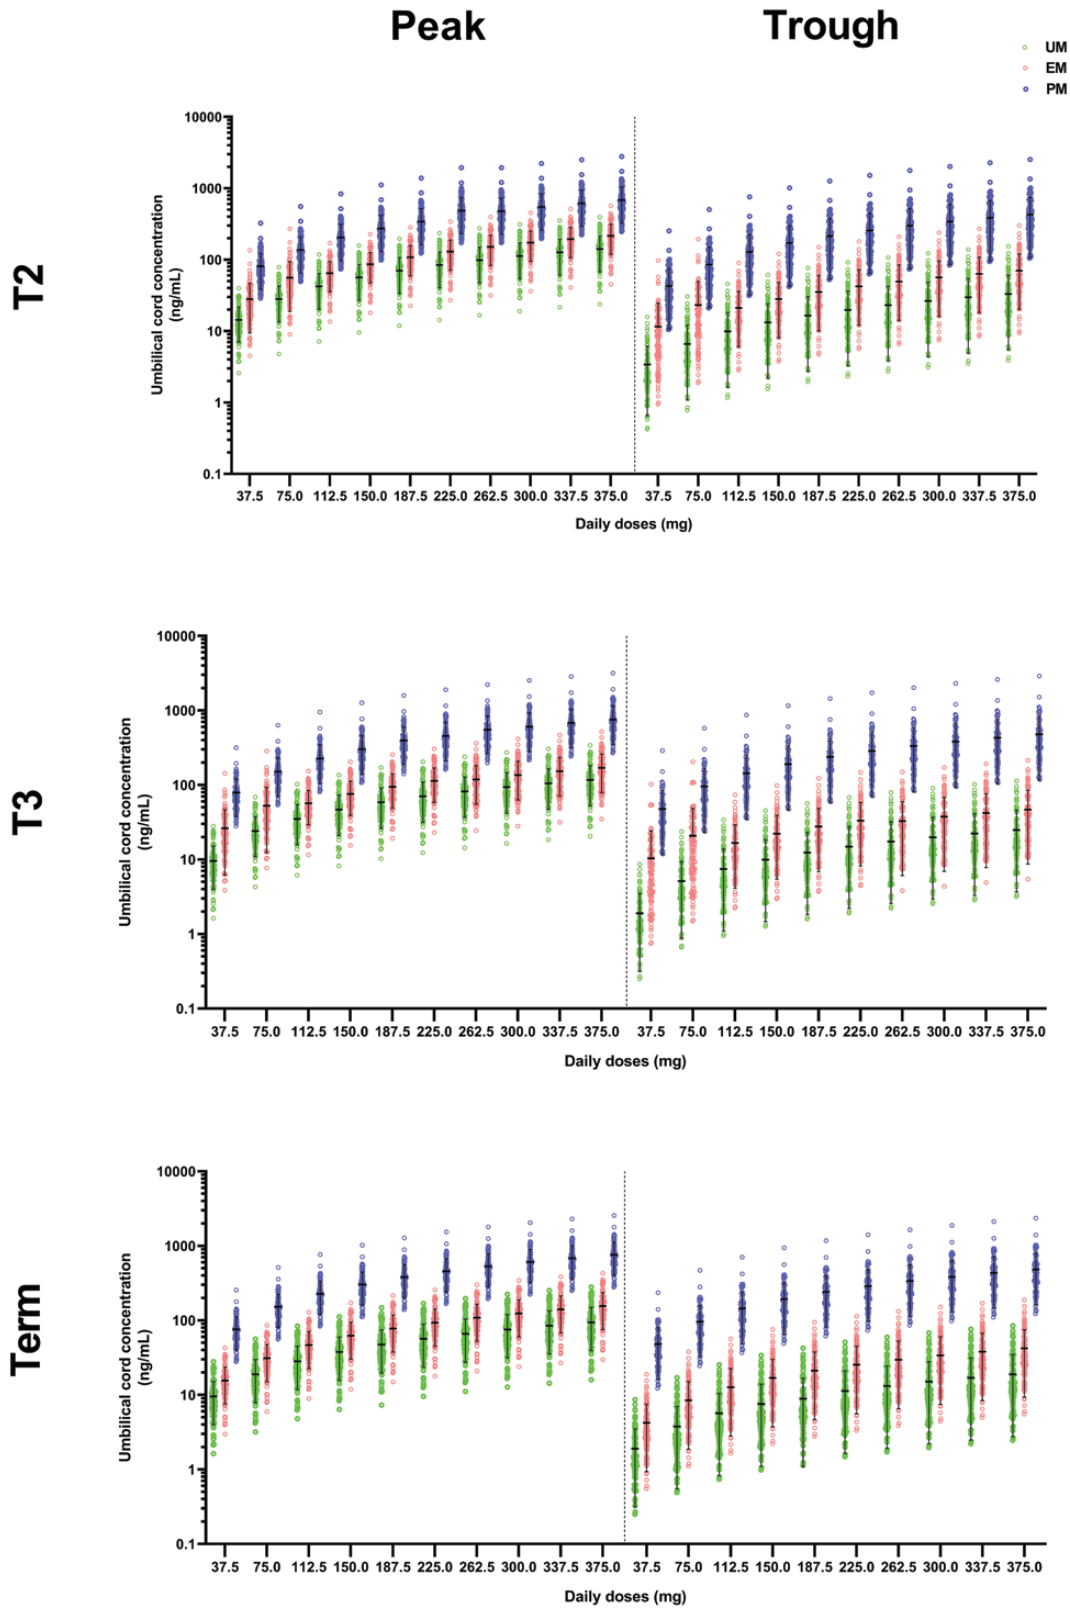 Peak Trough
UM
EM
PM
T2
Umbilical cord concentration
(ng/mL)
10000
1000
100
10
1
0.1
37.5 75.0 112.5 150.0 187.5 225.0 262.5 300.0 337.5 375.0 37.5 75.0 112.5 150.0 187.5 225.0 262.5 300.0 337.5 375.0
Daily doses (mg)
T3
Umbilical cord concentration
(ng/mL)
10000
1000
100
10
1
0.1
37.5 75.0 112.5 150.0 187.5 225.0 262.5 300.0 337.5 375.0 37.5 75.0 112.5 150.0 187.5 225.0 262.5 300.0 337.5 375.0
Daily doses (mg)
Term
Umbilical cord concentration
(ng/mL)
10000
1000
100
10
1
0.1
37.5 75.0 112.5 150.0 187.5 225.0 262.5 300.0 337.5 375.0 37.5 75.0 112.5 150.0 187.5 225.0 262.5 300.0 337.5 375.0
Daily doses (mg)